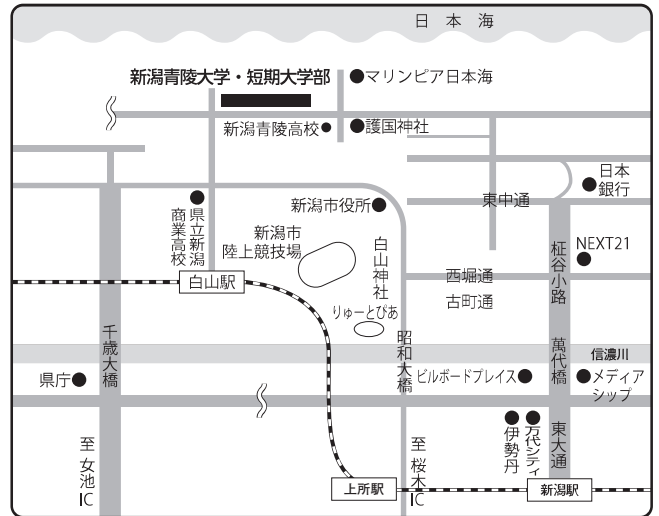 日本海
新潟青陵大学・短期大学部
マリンピア日本海
新潟青陵高校
護国神社
日本
銀行
東中通
県立新潟
商業高校
新潟市役所
新潟市
陸上競技場
白山神社
NEXT21
柾谷小路
西堀通
古町通
白山駅
りゅーとぴあ
千歳大橋
昭和大橋
萬代橋
信濃川
県庁
ビルボードプレイス
メディア
シップ
伊勢丹
万代シティ
東大通
至 女池IC
至 桜木IC
上所駅
新潟駅